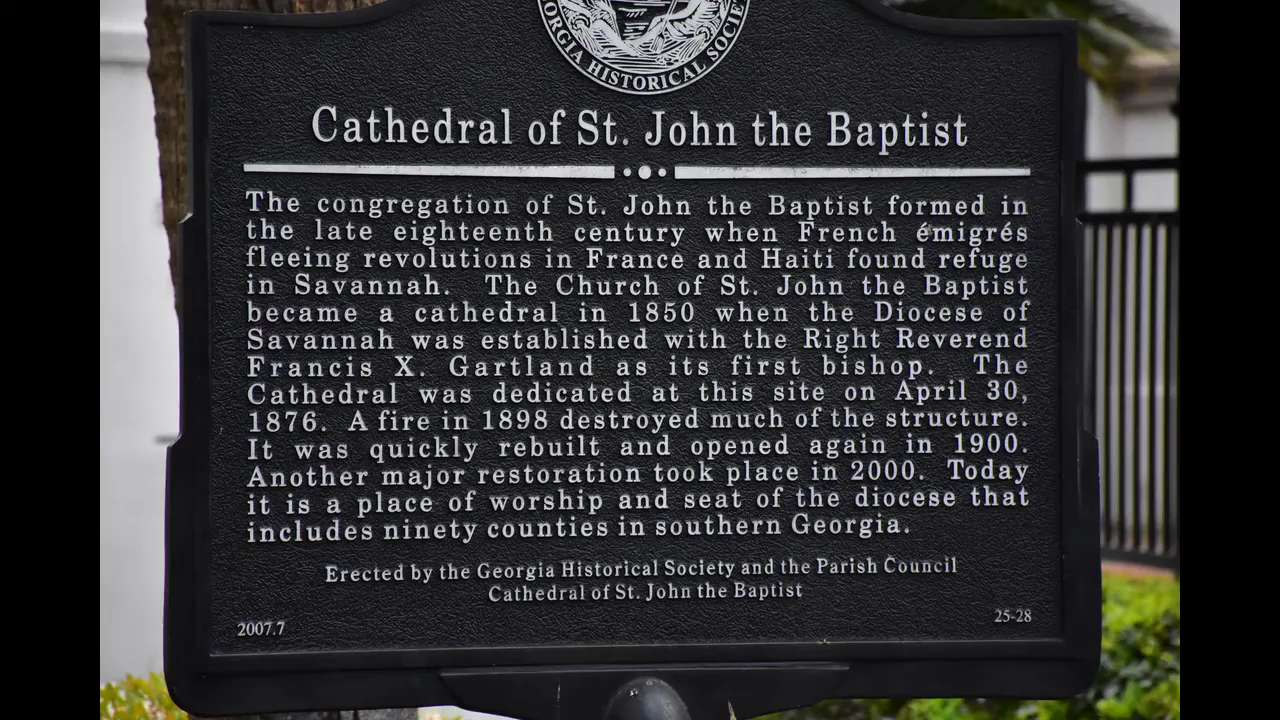 GEORGIA HISTORICAL SOCIETY
Cathedral of St. John the Baptist
The congregation of St. John the Baptist formed in
the late eighteenth century when French émigrés
fleeing revolutions in France and Haiti found refuge
in Savannah. The Church of St. John the Baptist
became a cathedral in 1850 when the Diocese of
Savannah was established with the Right Reverend
Francis X. Gartland as its first bishop. The
Cathedral was dedicated at this site on April 30,
1876. A fire in 1898 destroyed much of the structure.
It was quickly rebuilt and opened again in 1900.
Another major restoration took place in 2000. Today
it is a place of worship and seat of the diocese that
includes ninety counties in southern Georgia.
Erected by the Georgia Historical Society and the Parish Council
Cathedral of St. John the Baptist
2007.7 25-28